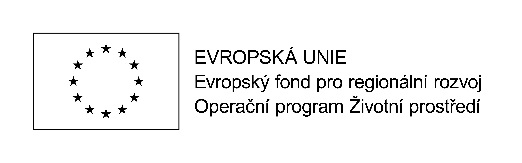 EVROPSKÁ UNIE
Evropský fond pro regionální rozvoj
Operační program Životní prostředí